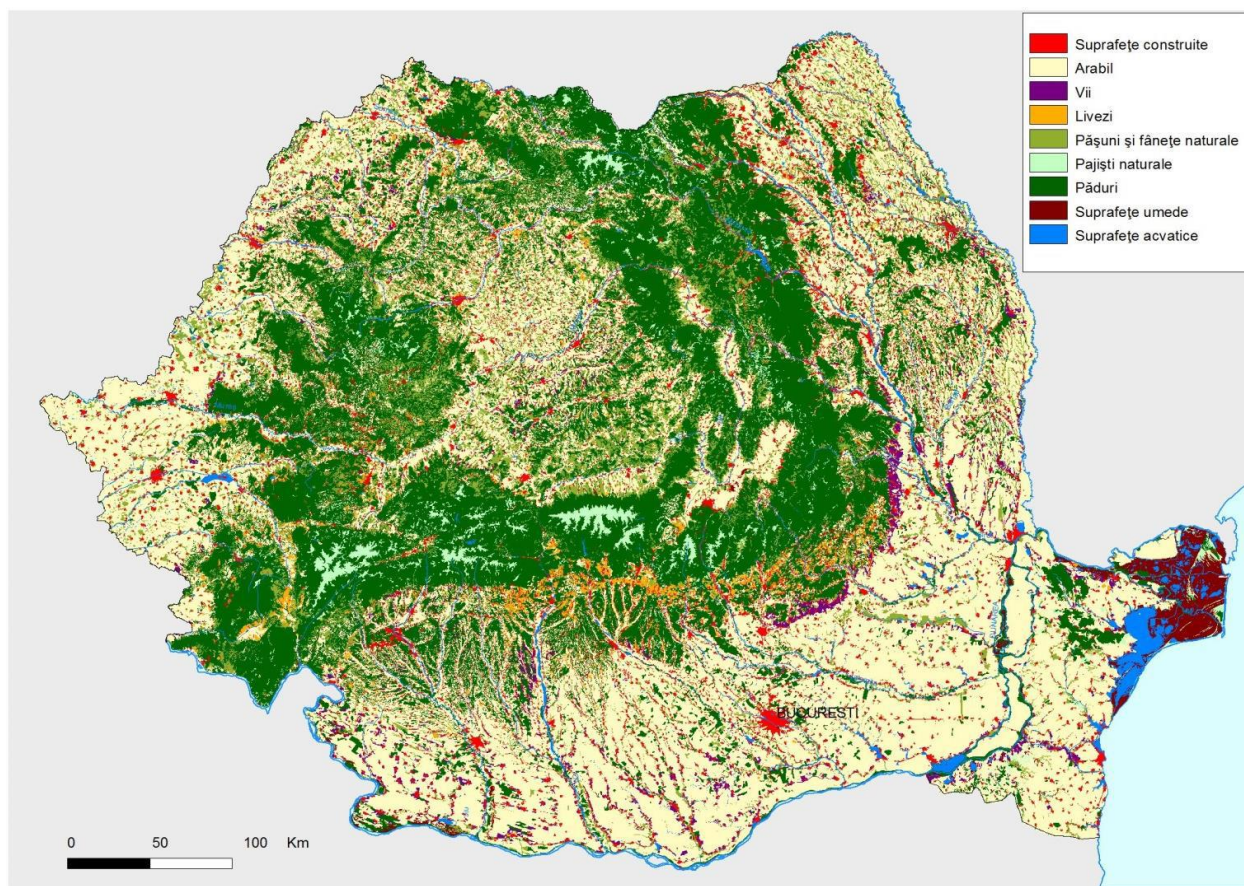 Suprafețe construite
Arabil
Vii
Livezi
Pășuni și fânețe naturale
Pajiști naturale
Păduri
Suprafețe umede
Suprafețe acvatice
BUCURESTI
0 50 100 Km